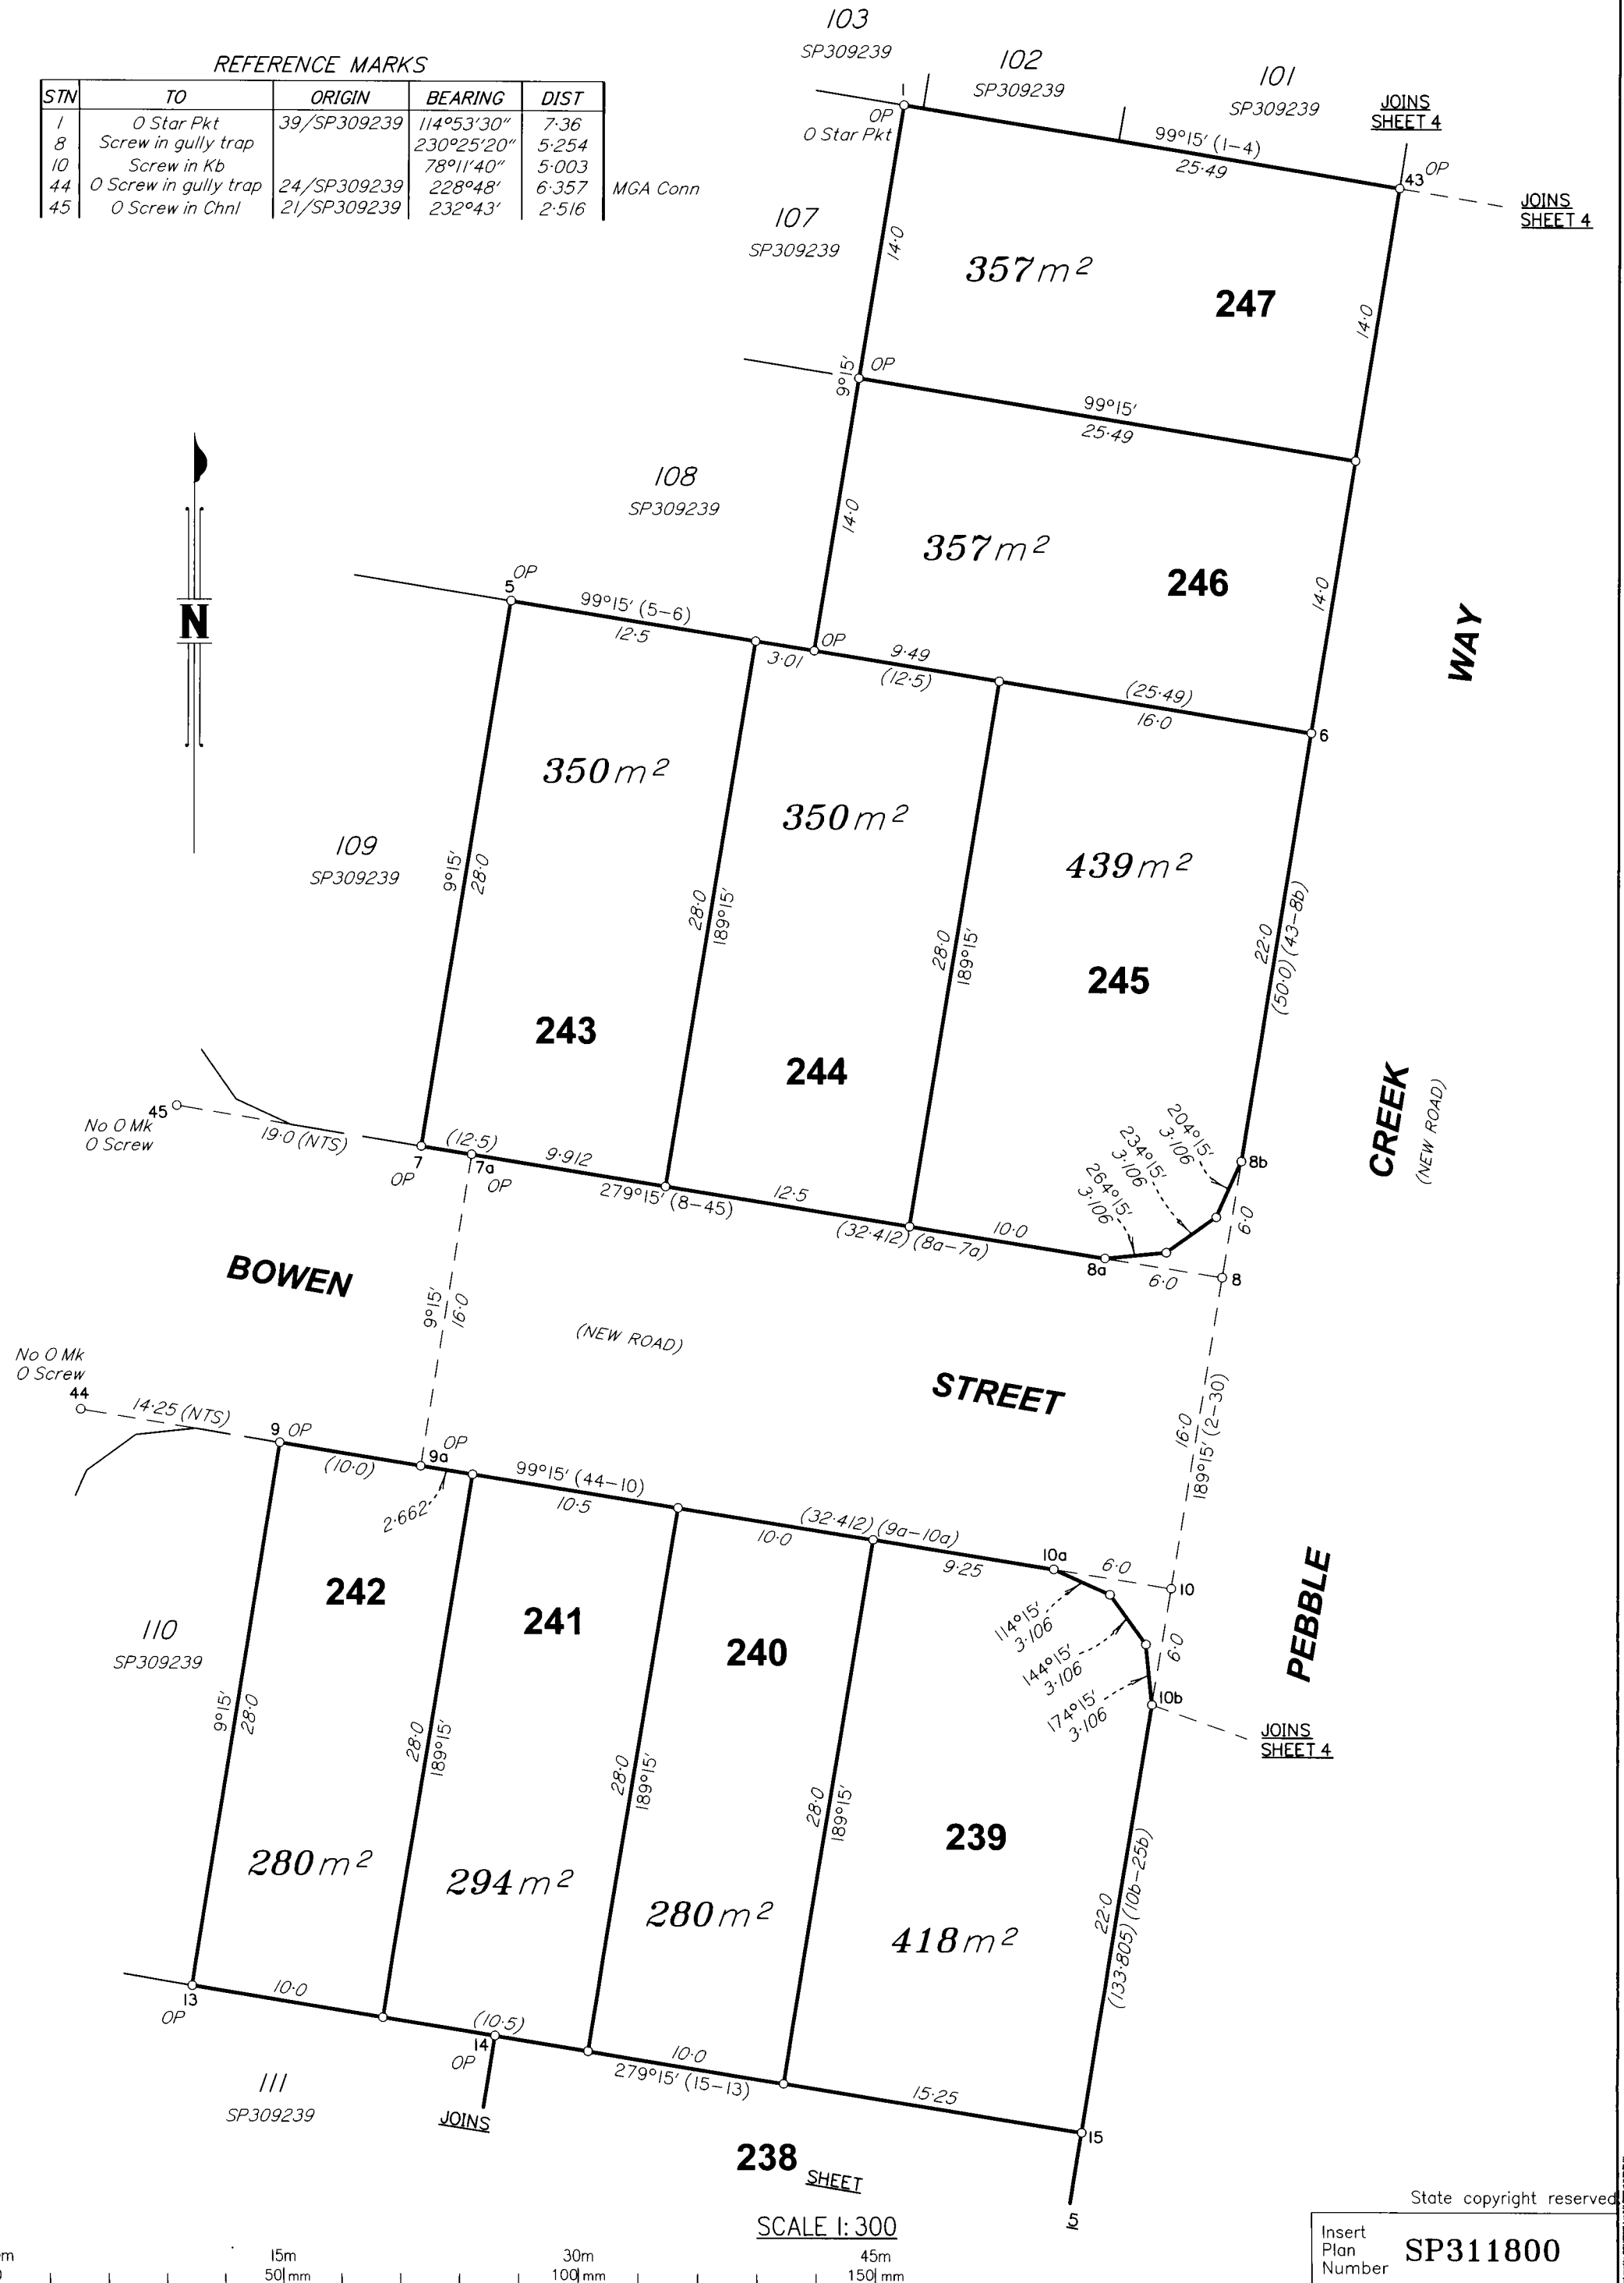 103
SP309239
102
SP309239
101
SP309239
JOINS
SHEET 4
REFERENCE MARKS
STN TO ORIGIN BEARING DIST
1 O Star Pkt 39/SP309239 114°53'30" 7·36
8 Screw in gully trap 230°25'20" 5·254
10 Screw in Kb 78°11'40" 5·003
44 O Screw in gully trap 24/SP309239 228°48' 6·357 MGA Conn
45 O Screw in Chnl 21/SP309239 232°43' 2·516
1
OP
O Star Pkt
99°15' (1-4)
25·49
43 OP
JOINS
SHEET 4
107
SP309239
14·0
357m²
247
14·0
9°15'
OP
99°15'
25·49
108
SP309239
14·0
357m²
246
14·0
WAY
5 OP
99°15' (5-6)
12·5
3·01
OP
9·49
(12·5)
(25·49)
16·0
6
N
350m²
350m²
439m²
109
SP309239
9°15'
28·0
28·0
189°15'
28·0
189°15'
22·0
(50·0) (43-8b)
243
244
245
CREEK
(NEW ROAD)
45
No O Mk
O Screw
19·0 (NTS)
7
OP
(12·5)
7a
OP
9·912
279°15' (8-45)
12·5
(32·412) (8a-7a)
10·0
8a
204°15'
3·106
234°15'
3·106
264°15'
3·106
8b
6·0
6·0
8
BOWEN
9°15'
16·0
(NEW ROAD)
STREET
16·0
189°15' (2-30)
No O Mk
O Screw
44
14·25 (NTS)
9 OP
(10·0)
OP
9a
2·662
99°15' (44-10)
10·5
10·0
(32·412) (9a-10a)
9·25
10a
6·0
10
6·0
114°15'
3·106
144°15'
3·106
174°15'
3·106
10b
JOINS
SHEET 4
PEBBLE
242
241
240
239
110
SP309239
9°15'
28·0
28·0
189°15'
28·0
189°15'
28·0
189°15'
22·0
(133·805) (10b-25b)
280m²
294m²
280m²
418m²
13
OP
10·0
(10·5)
14
OP
10·0
279°15' (15-13)
15·25
15
111
SP309239
JOINS
238
SHEET
5
SCALE 1:300
State copyright reserved
Insert
Plan
Number
SP311800
m 15m 30m 45m
0 50mm 100mm 150mm